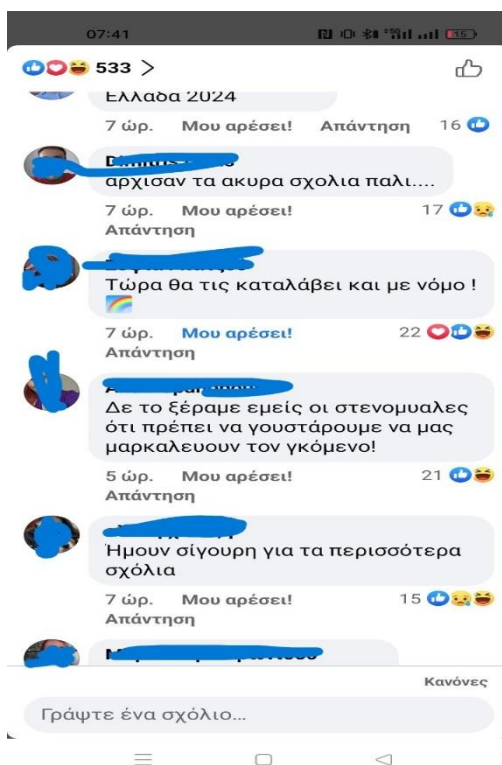 07:41
15
533 >
Ελλάδα 2024
7 ώρ. Μου αρέσει! Απάντηση 16
αρχισαν τα ακυρα σχολια παλι....
7 ώρ. Μου αρέσει! 17
Απάντηση
Τώρα θα τις καταλάβει και με νόμο !
7 ώρ. Μου αρέσει! 22
Απάντηση
Δε το ξέραμε εμείς οι στενομυαλες
ότι πρέπει να γουστάρουμε να μας
μαρκαλευουν τον γκόμενο!
5 ώρ. Μου αρέσει! 21
Απάντηση
Ήμουν σίγουρη για τα περισσότερα
σχόλια
7 ώρ. Μου αρέσει! 15
Απάντηση
Κανόνες
Γράψτε ένα σχόλιο...